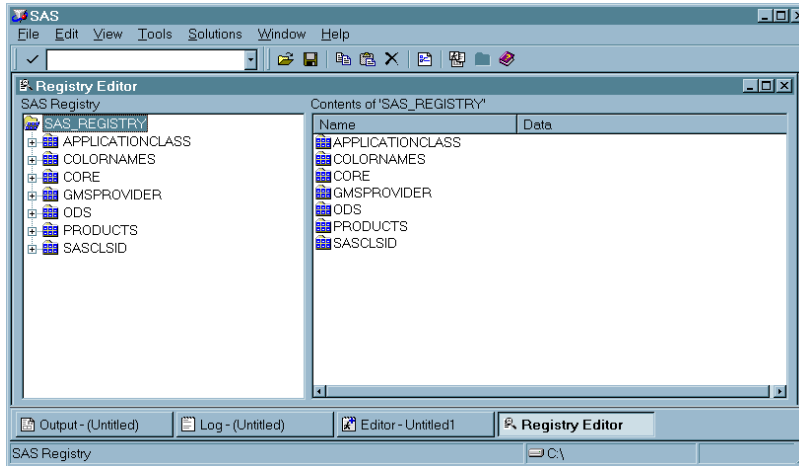 SAS
File Edit View Tools Solutions Window Help
Registry Editor
SAS Registry
Contents of 'SAS_REGISTRY'
SAS_REGISTRY
APPLICATIONCLASS
COLORNAMES
CORE
GMSPROVIDER
ODS
PRODUCTS
SASCLSID
Name Data
APPLICATIONCLASS
COLORNAMES
CORE
GMSPROVIDER
ODS
PRODUCTS
SASCLSID
Output - (Untitled) Log - (Untitled) Editor - Untitled1 Registry Editor
SAS Registry C:\